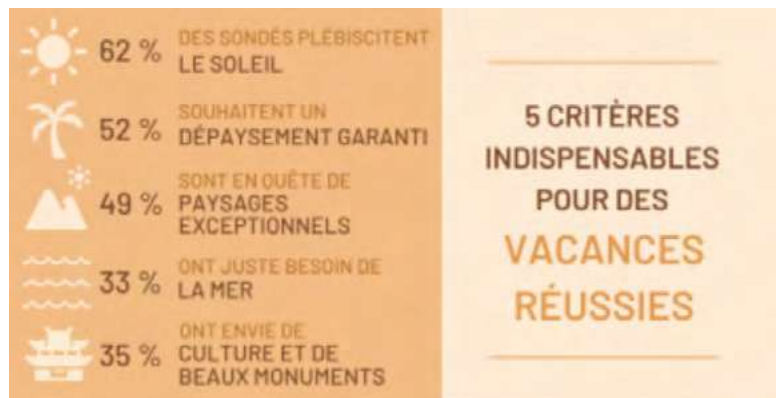 62 % DES SONDÉS PLÉBISCITENT
LE SOLEIL
52 % SOUHAITENT UN
DÉPAYSEMENT GARANTI
49 % SONT EN QUÊTE DE
PAYSAGES
EXCEPTIONNELS
33 % ONT JUSTE BESOIN DE
LA MER
35 % ONT ENVIE DE
CULTURE ET DE
BEAUX MONUMENTS
5 CRITÈRES
INDISPENSABLES
POUR DES
VACANCES
RÉUSSIES